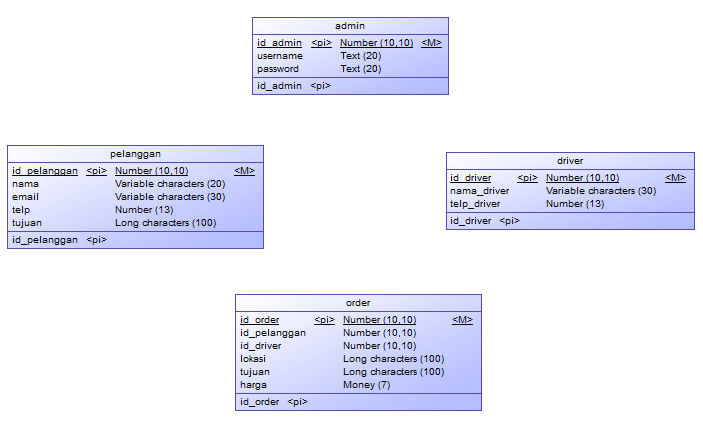 admin
id_admin <pi> Number (10,10) <M>
username Text (20)
password Text (20)
id_admin <pi>
pelanggan
id_pelanggan <pi> Number (10,10) <M>
nama Variable characters (20)
email Variable characters (30)
telp Number (13)
tujuan Long characters (100)
id_pelanggan <pi>
driver
id_driver <pi> Number (10,10) <M>
nama_driver Variable characters (30)
telp_driver Number (13)
id_driver <pi>
order
id_order <pi> Number (10,10) <M>
id_pelanggan Number (10,10)
id_driver Number (10,10)
lokasi Long characters (100)
tujuan Long characters (100)
harga Money (7)
id_order <pi>